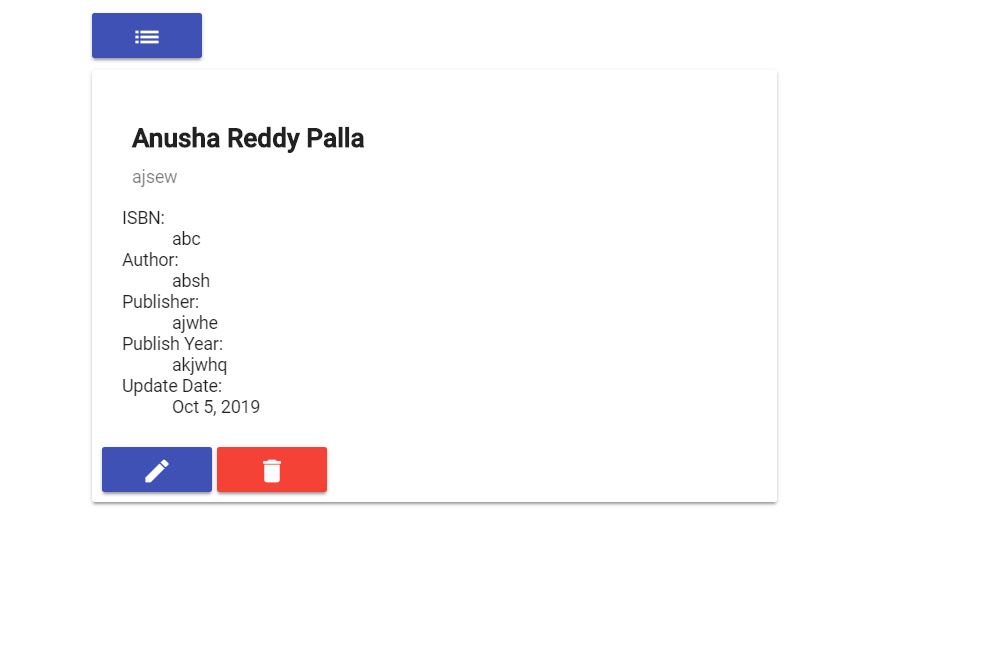 Anusha Reddy Palla
ajsew
ISBN:
abc
Author:
absh
Publisher:
ajwhe
Publish Year:
akjwhq
Update Date:
Oct 5, 2019